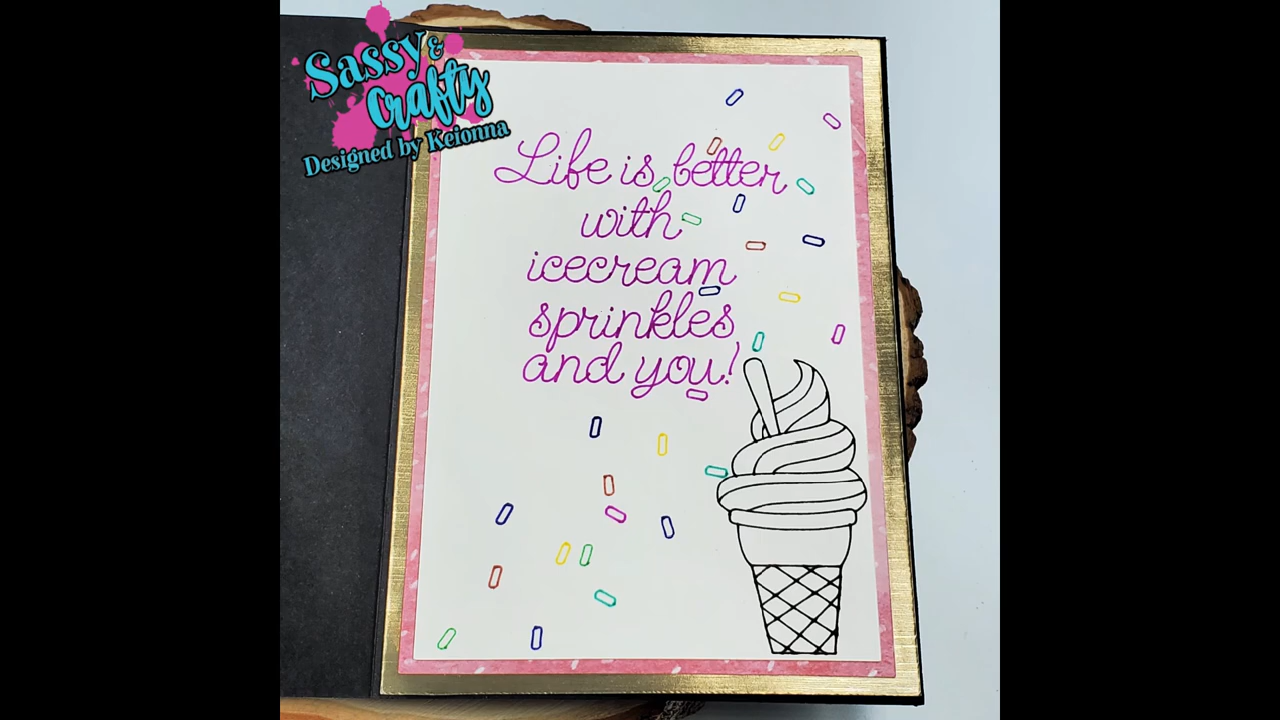 Sassy &
Crafty
Designed by Keionna
Life is better
with
icecream
sprinkles
and you!